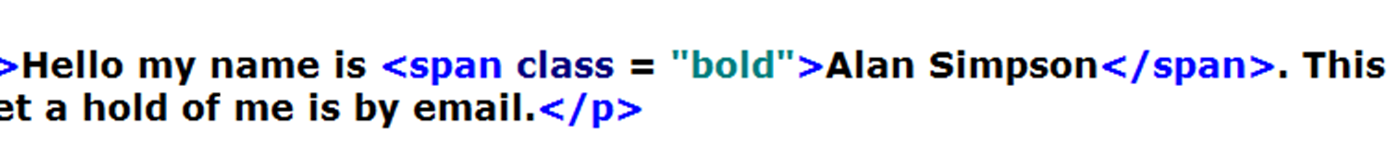 >Hello my name is <span class = "bold">Alan Simpson</span>. This
et a hold of me is by email.</p>